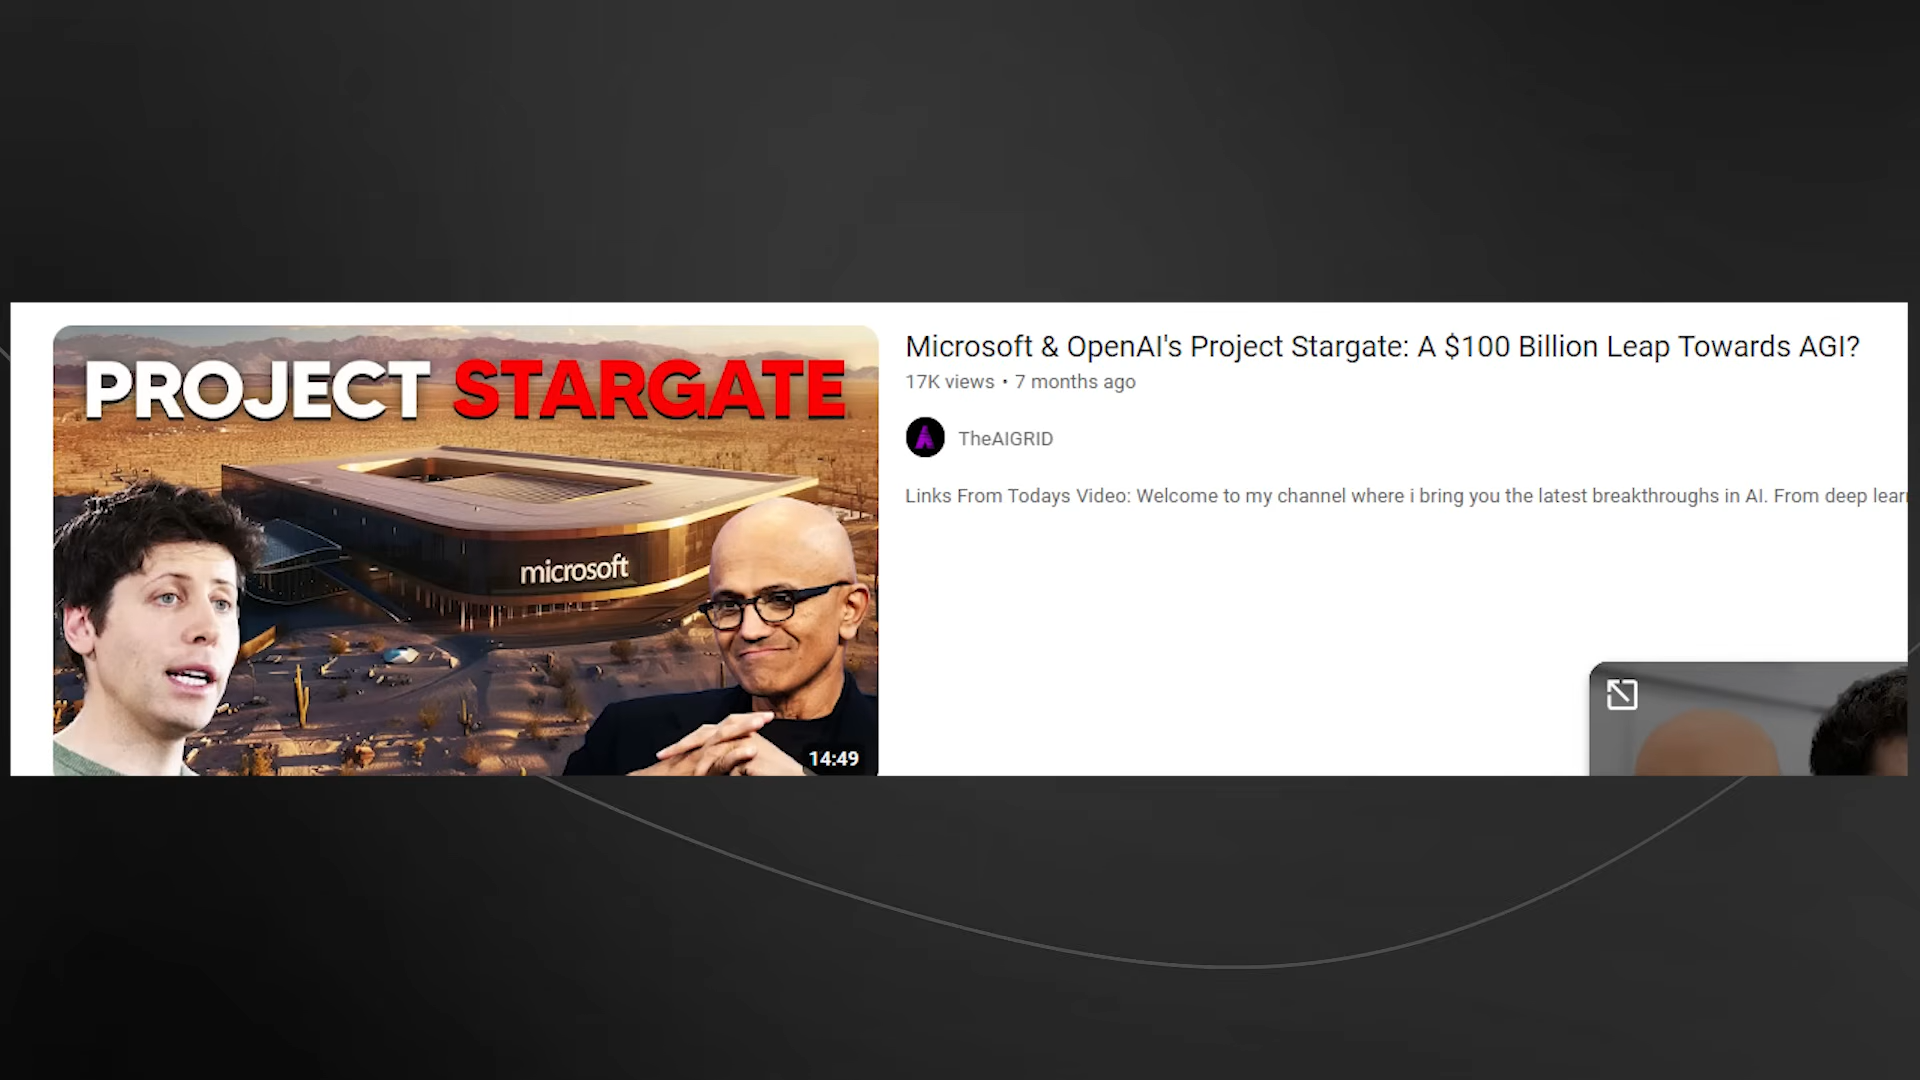 PROJECT STARGATE
microsoft
14:49
Microsoft & OpenAI's Project Stargate: A $100 Billion Leap Towards AGI?
17K views • 7 months ago
TheAIGRID
Links From Todays Video: Welcome to my channel where i bring you the latest breakthroughs in AI. From deep lear